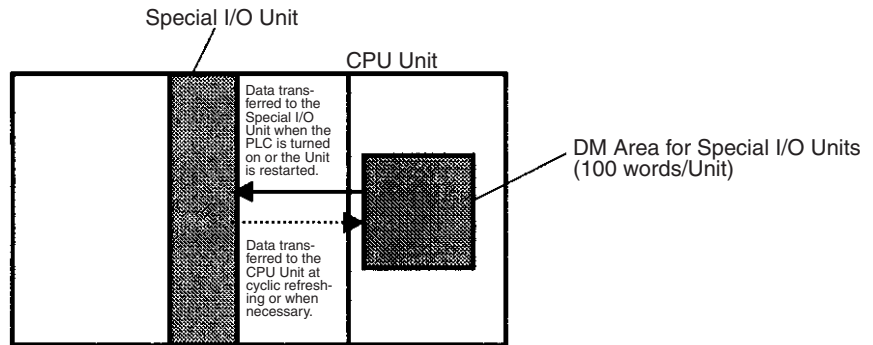 Special I/O Unit
CPU Unit
Data trans-
ferred to the
Special I/O
Unit when the
PLC is turned
on or the Unit
is restarted.
DM Area for Special I/O Units
(100 words/Unit)
Data trans-
ferred to the
CPU Unit at
cyclic refresh-
ing or when
necessary.